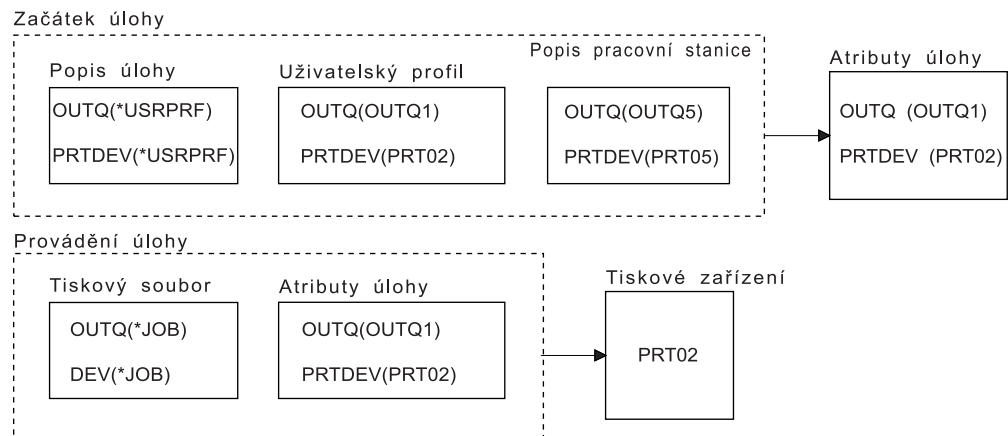 Začátek úlohy
Popis úlohy
OUTQ(*USRPRF)
PRTDEV(*USRPRF)
Uživatelský profil
OUTQ(OUTQ1)
PRTDEV(PRT02)
Popis pracovní stanice
OUTQ(OUTQ5)
PRTDEV(PRT05)
Atributy úlohy
OUTQ (OUTQ1)
PRTDEV (PRT02)
Provádění úlohy
Tiskový soubor
OUTQ(*JOB)
DEV(*JOB)
Atributy úlohy
OUTQ(OUTQ1)
PRTDEV(PRT02)
Tiskové zařízení
PRT02